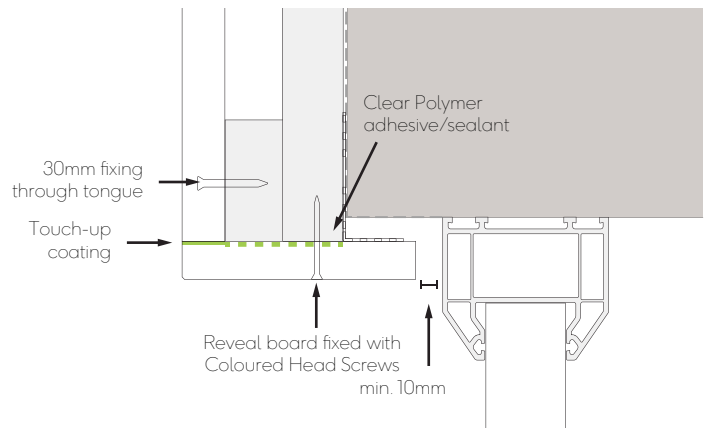 Clear Polymer
adhesive/sealant
30mm fixing
through tongue
Touch-up
coating
Reveal board fixed with
Coloured Head Screws
min. 10mm